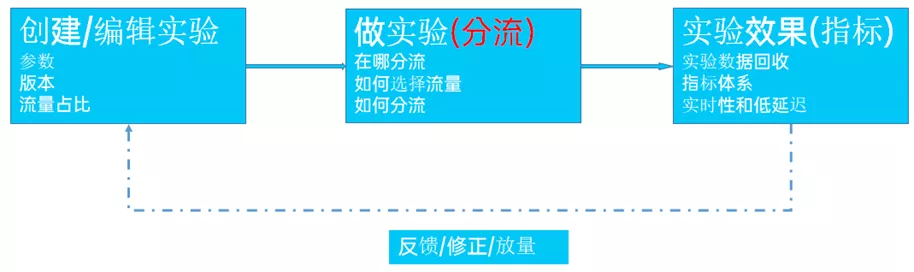 创建/编辑实验
参数
版本
流量占比
做实验(分流)
在哪分流
如何选择流量
如何分流
实验效果(指标)
实验数据回收
指标体系
实时性和低延迟
反馈/修正/放量